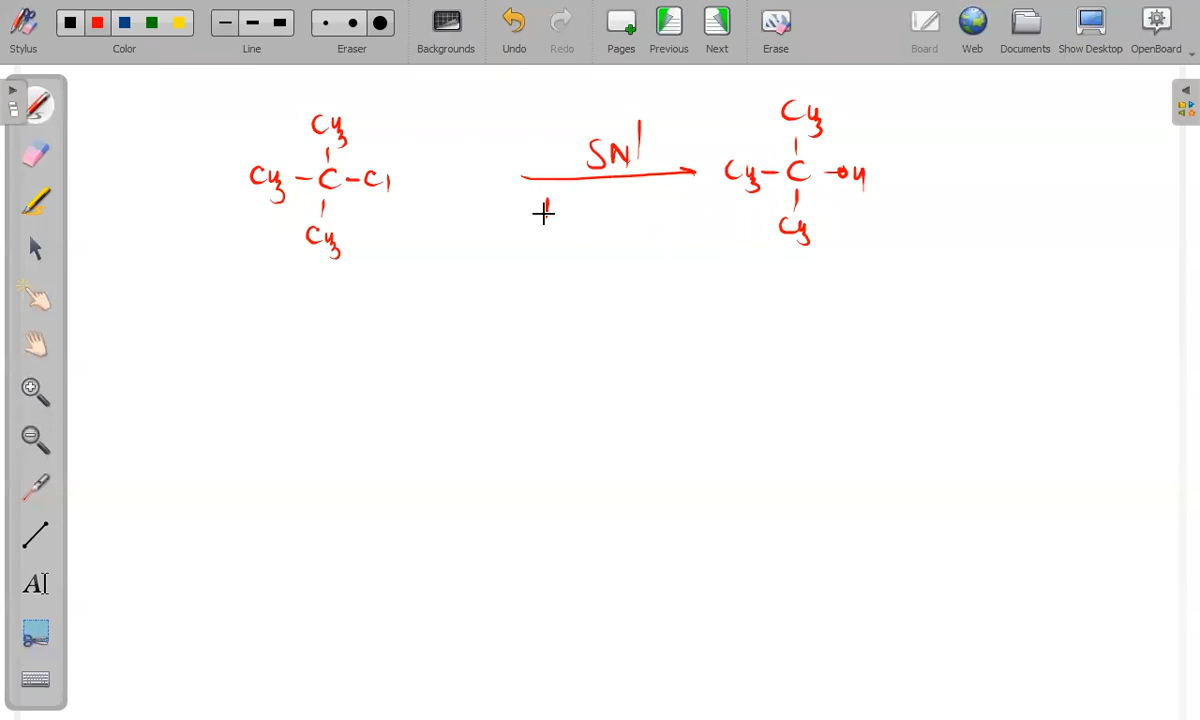 Stylus
Color
Line
Eraser
Backgrounds
Undo
Redo
Pages
Previous
Next
Erase
Board
Web
Documents
Show Desktop
OpenBoard
CH3
CH3 - C - Cl
CH3
SN1
CH3
CH3 - C - OH
CH3
A